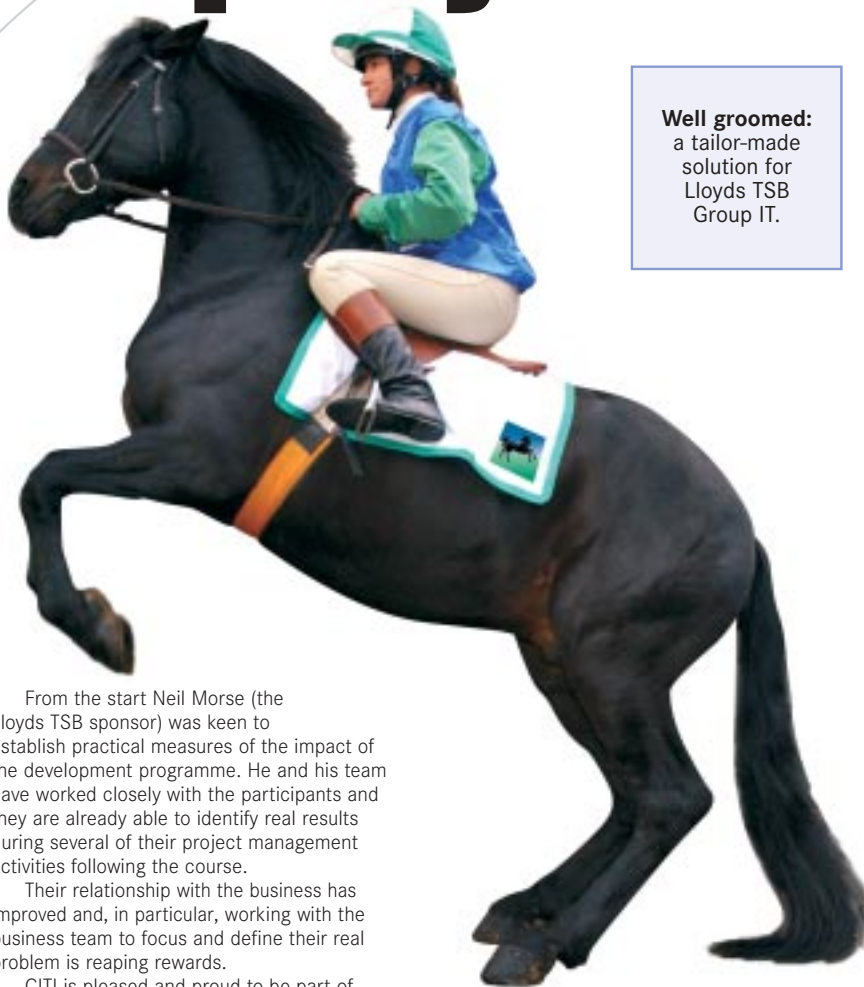 Well groomed:
a tailor-made
solution for
Lloyds TSB
Group IT.
From the start Neil Morse (the
loyds TSB sponsor) was keen to
stablish practical measures of the impact of
he development programme. He and his team
ave worked closely with the participants and
hey are already able to identify real results
uring several of their project management
ctivities following the course.
Their relationship with the business has
mproved and, in particular, working with the
usiness team to focus and define their real
roblem is reaping rewards.
CITI is pleased and proud to be part of